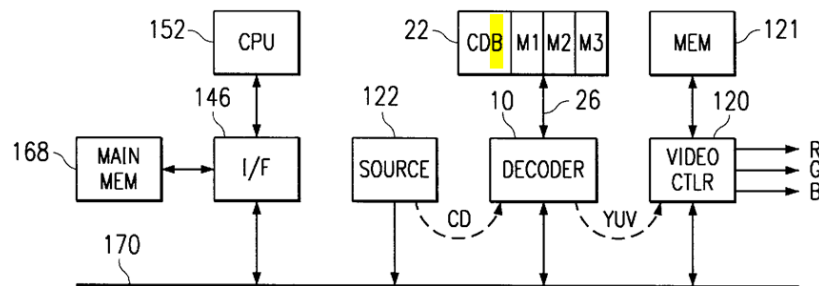 152
CPU
22
CDB M1 M2 M3
MEM
121
146
122
10
26
120
168
MAIN
MEM
I/F
SOURCE
DECODER
VIDEO
CTLR
R
G
B
CD
YUV
170